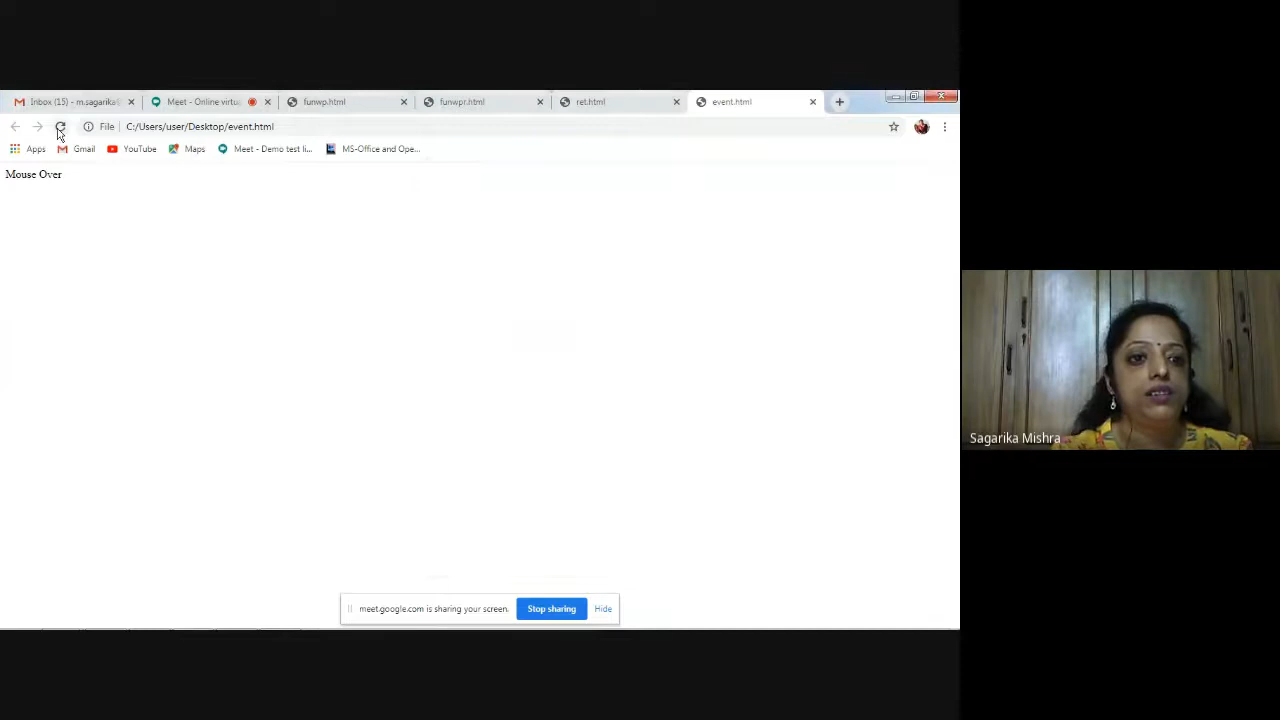 Inbox (15) - m.sagarika@
Meet - Online virtu
funwp.html
funwpr.html
ret.html
event.html
File
C:/Users/user/Desktop/event.html
Apps
Gmail
YouTube
Maps
Meet - Demo test li...
MS-Office and Ope...
Mouse Over
Sagarika Mishra
meet.google.com is sharing your screen.
Stop sharing
Hide